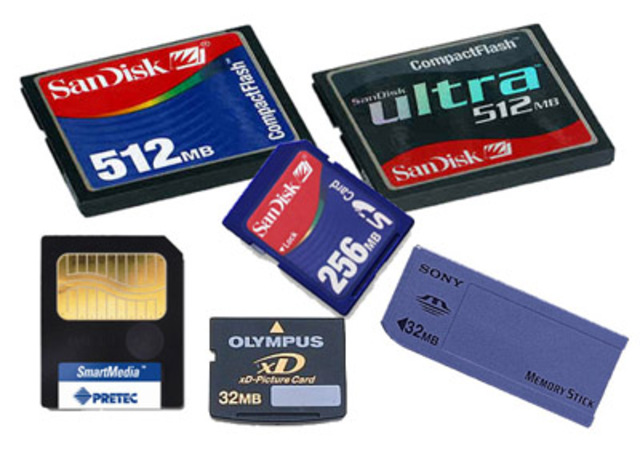 SanDisk
CompactFlash
512MB
CompactFlash
SanDisk
ultra
512MB
SanDisk
SanDisk
Card
Lock
256MB
SONY
32MB
MEMORY STICK
SmartMedia
PRETEC
OLYMPUS
xD
xD-Picture Card
32MB